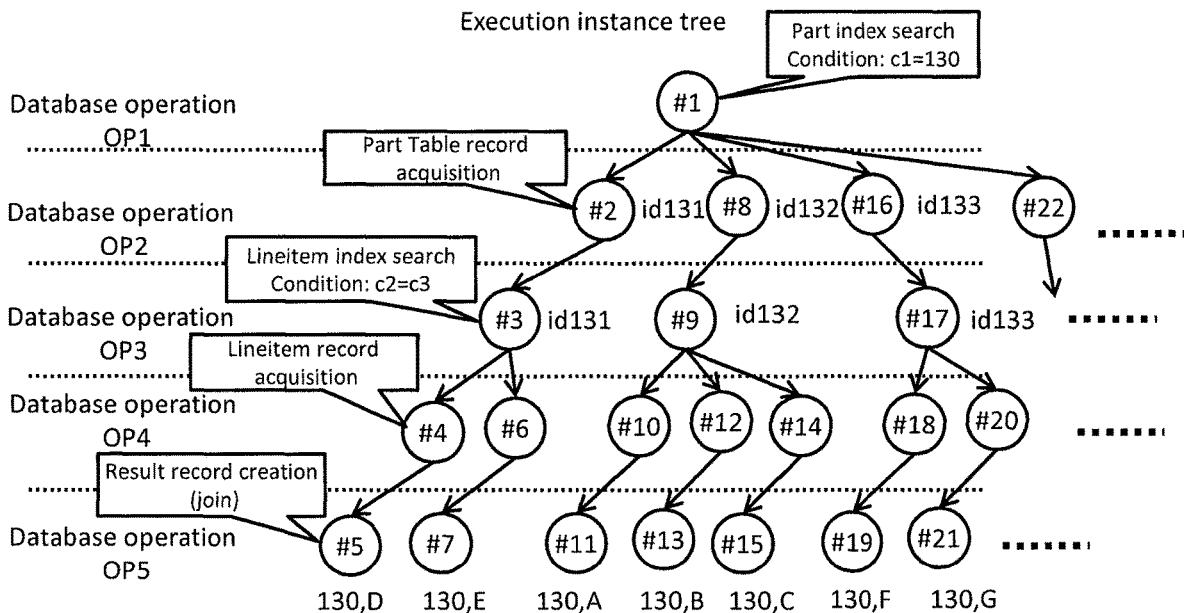 Execution instance tree
Part index search
Condition: c1=130
#1
Database operation
OP1
Part Table record
acquisition
#2
id131
#8
id132
#16
id133
#22
Database operation
OP2
Lineitem index search
Condition: c2=c3
#3
id131
#9
id132
#17
id133
Database operation
OP3
Lineitem record
acquisition
#4
#6
#10
#12
#14
#18
#20
Database operation
OP4
Result record creation
(join)
#5
#7
#11
#13
#15
#19
#21
Database operation
OP5
130,D
130,E
130,A
130,B
130,C
130,F
130,G